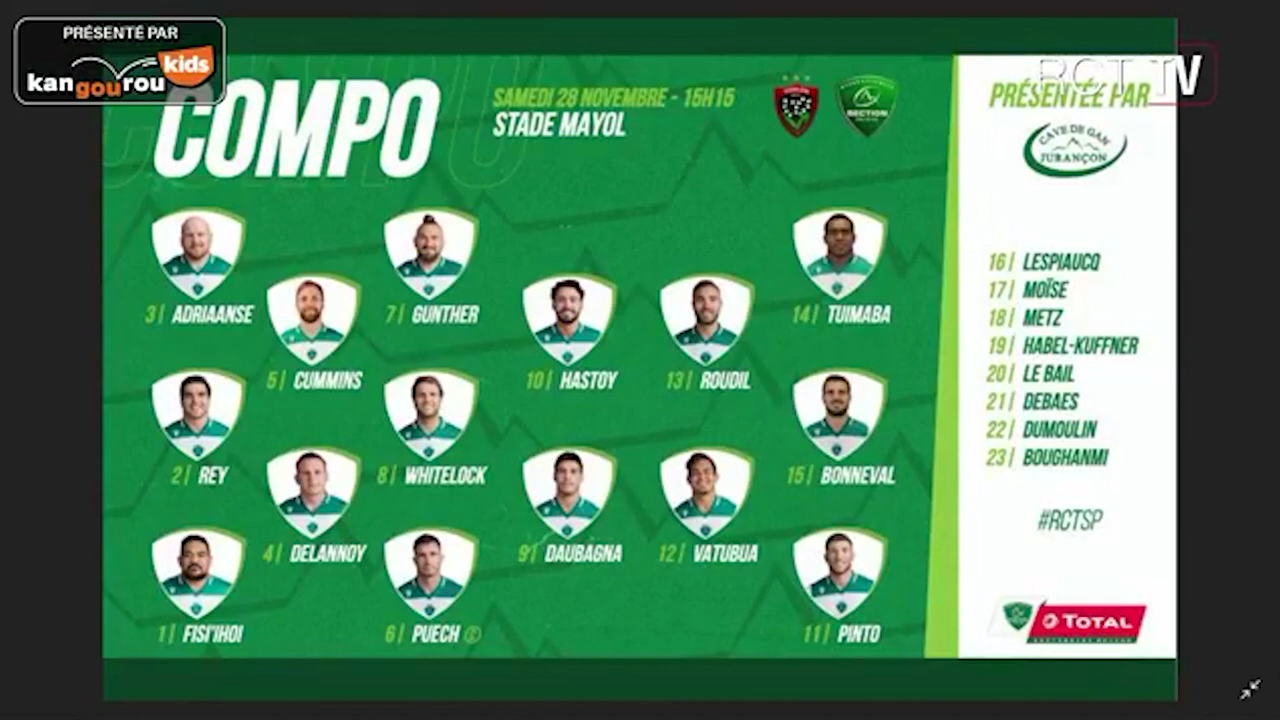 PRÉSENTÉ PAR
kangourou kids
COMPO
SAMEDI 28 NOVEMBRE - 15H15
STADE MAYOL
SECTION
RCT TV
PRÉSENTÉE PAR
CAVE DE GAN
JURANÇON
3| ADRIAANSE
7| GUNTHER
14| TUIMABA
5| CUMMINS
10| HASTOY
13| ROUDIL
2| REY
8| WHITELOCK
15| BONNEVAL
4| DELANNOY
9| DAUBAGNA
12| VATUBUA
1| FISI'IHOI
6| PUECH ©
11| PINTO
16| LESPIAUCQ
17| MOÏSE
18| METZ
19| HABEL-KUFFNER
20| LE BAIL
21| DEBAES
22| DUMOULIN
23| BOUGHANMI
#RCTSP
TOTAL